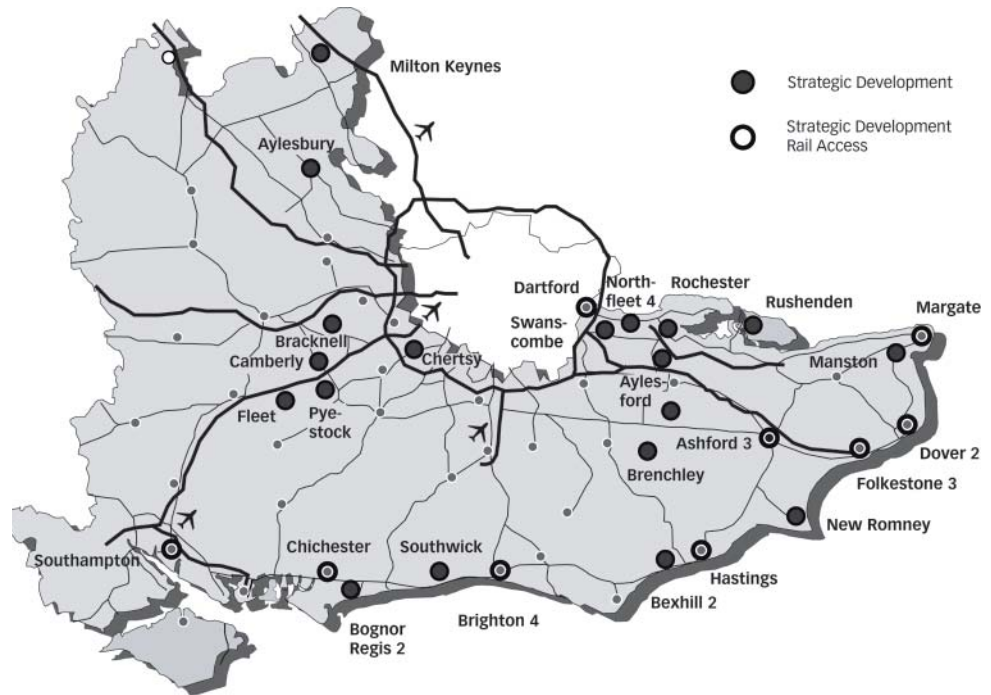 Milton Keynes
Strategic Development
Strategic Development
Rail Access
Aylesbury
Dartford
North-
fleet 4
Rochester
Rushenden
Margate
Swans-
combe
Bracknell
Camberly
Chertsy
Manston
Fleet
Pye-
stock
Ayles-
ford
Ashford 3
Dover 2
Brenchley
Folkestone 3
New Romney
Southampton
Chichester
Southwick
Hastings
Bexhill 2
Brighton 4
Bognor
Regis 2